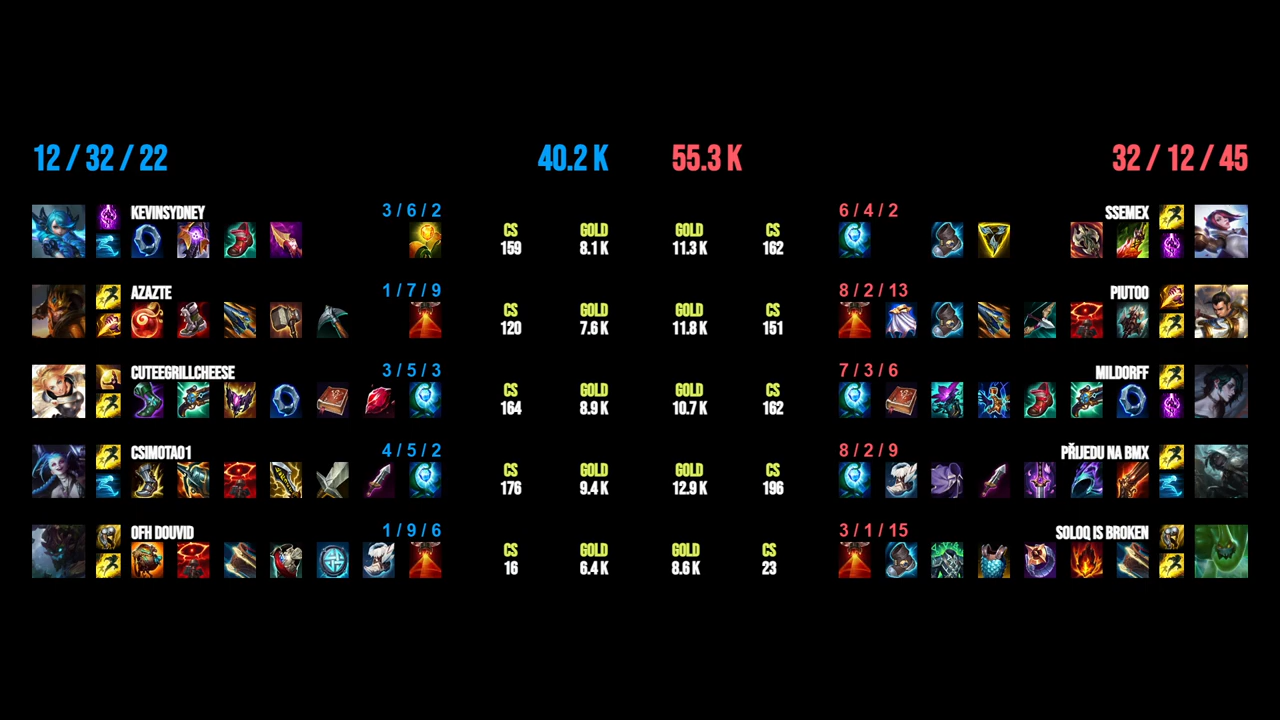 12 / 32 / 22 40.2 K 55.3 K 32 / 12 / 45
KEVINSYDNEY 3 / 6 / 2 6 / 4 / 2 SSEMEX
CS GOLD GOLD CS
159 8.1 K 11.3 K 162
AZAZTE 1 / 7 / 9 8 / 2 / 13 PIUTOO
CS GOLD GOLD CS
120 7.6 K 11.8 K 151
CUTEEGRILLCHEESE 3 / 5 / 3 7 / 3 / 6 MILDORFF
CS GOLD GOLD CS
164 8.9 K 10.7 K 162
CSIMOTAO1 4 / 5 / 2 8 / 2 / 9 PŘIJEDU NA BMX
CS GOLD GOLD CS
176 9.4 K 12.9 K 196
OFH DOUVID 1 / 9 / 6 3 / 1 / 15 SOLOQ IS BROKEN
CS GOLD GOLD CS
16 6.4 K 8.6 K 23